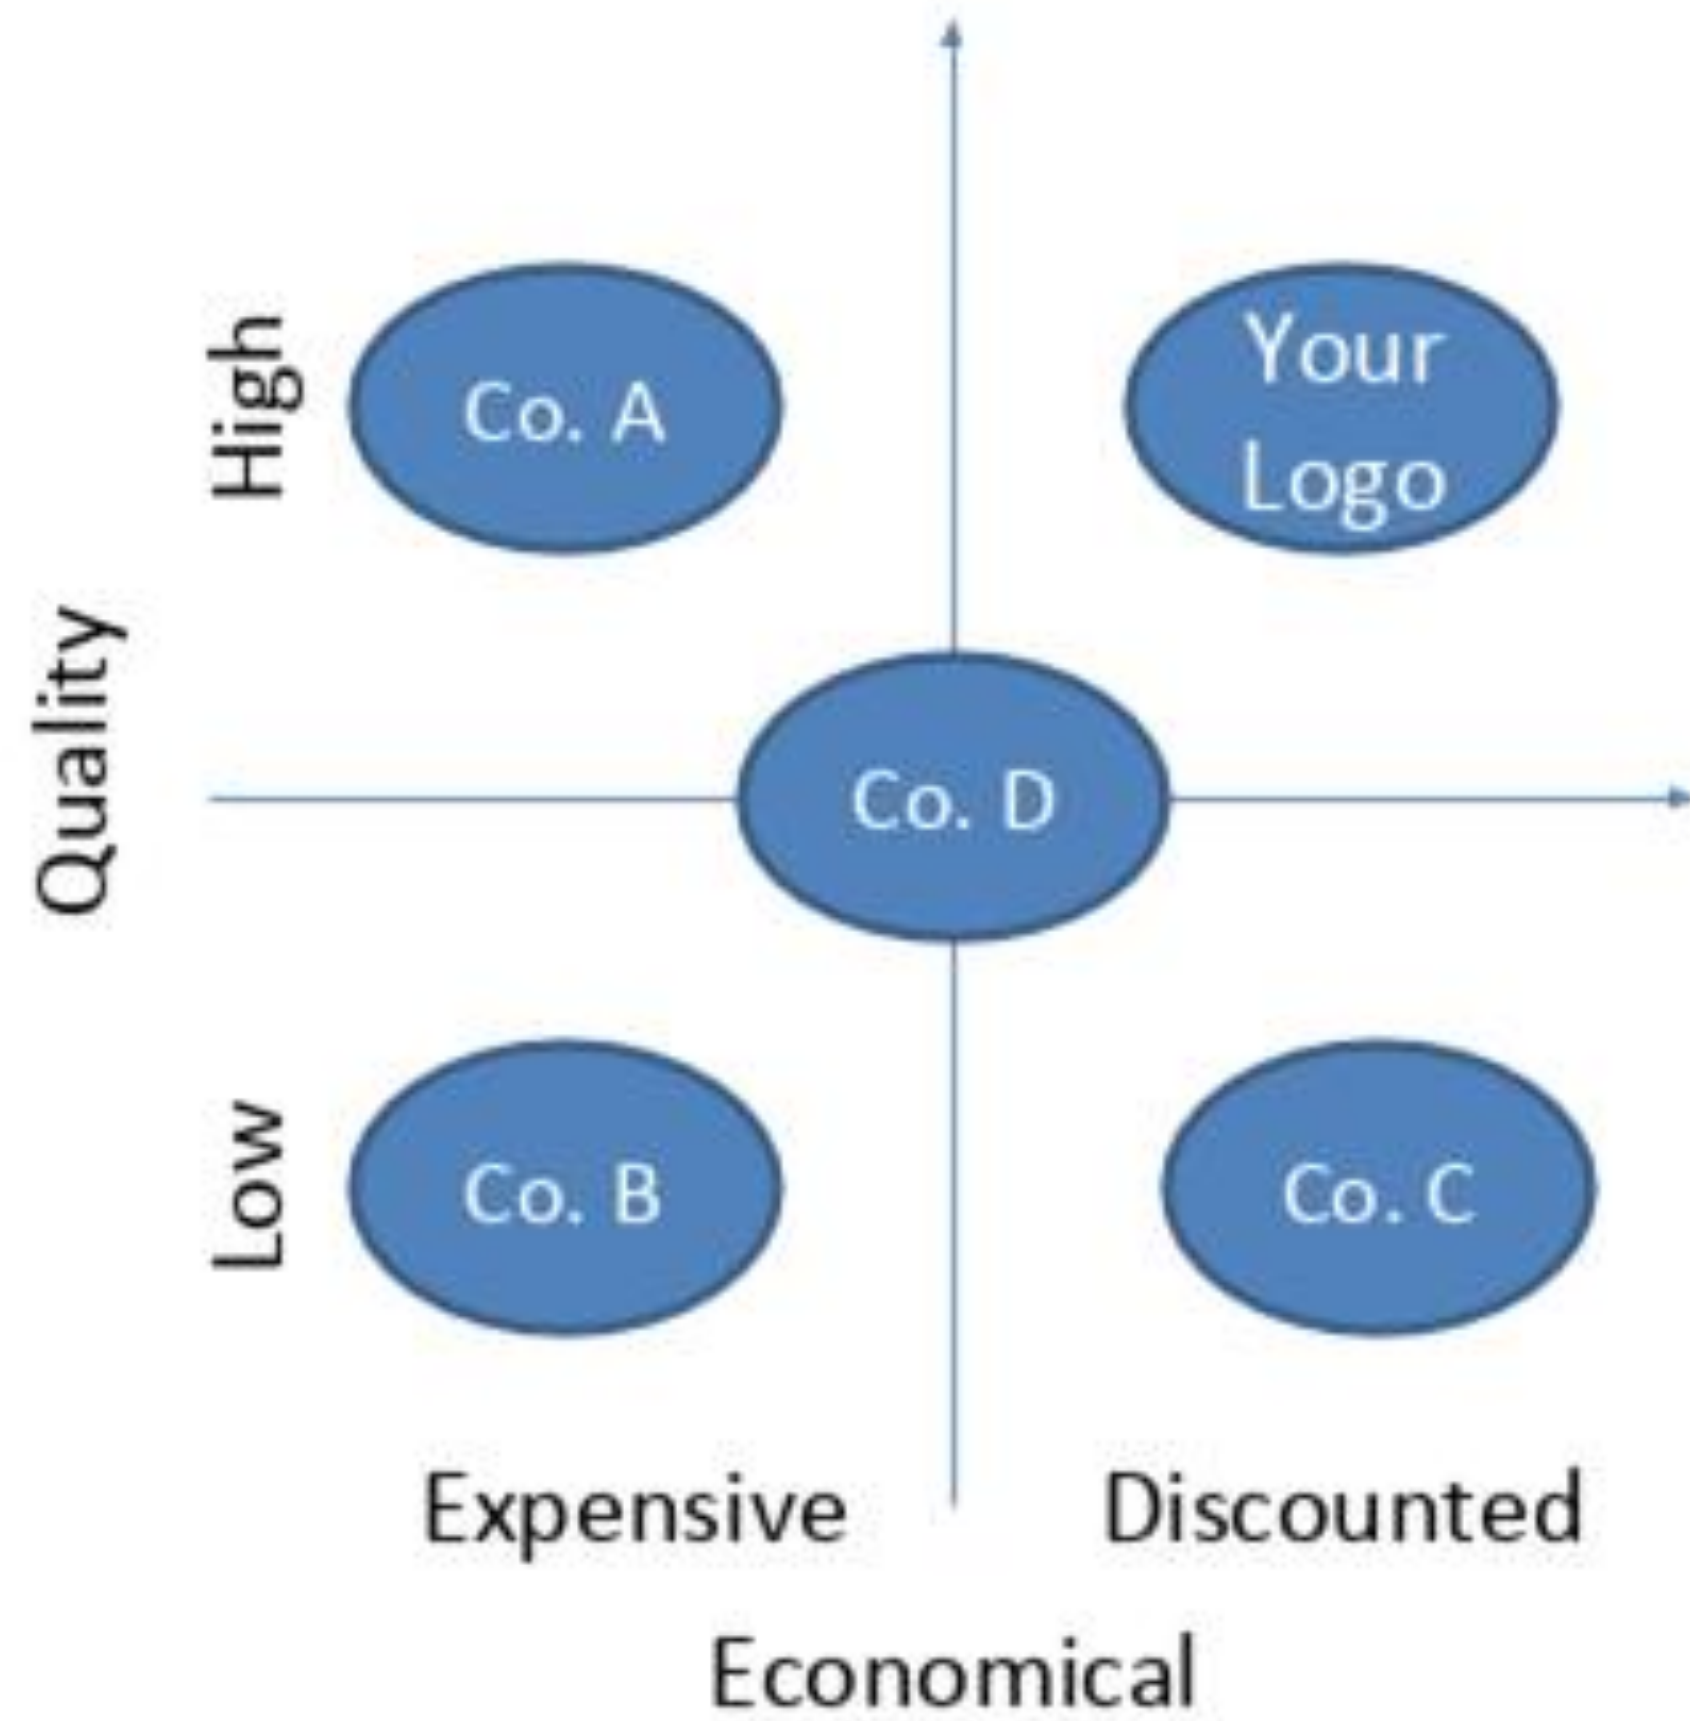 High
Co. A
Your
Logo
Quality
Co. D
Low
Co. B
Co. C
Expensive
Discounted
Economical